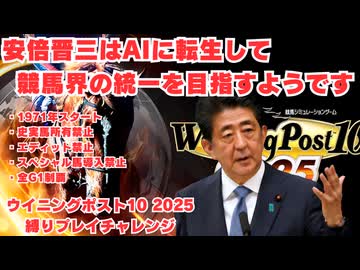 安倍晋三はAIに転生して
競馬界の統一を目指すようです
・1971年スタート
・史実馬所有禁止
・エディット禁止
・スペシャル馬導入禁止
・全G1制覇
競馬シミュレーションゲーム
Post 10
2025
ウイニングポスト10 2025
縛りプレイチャレンジ